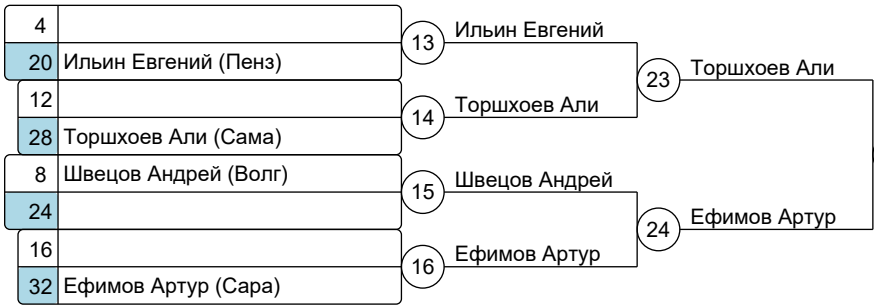 4
20 Ильин Евгений (Пенз)
12
28 Торшхоев Али (Сама)
8 Швецов Андрей (Волг)
24
16
32 Ефимов Артур (Сара)
13 Ильин Евгений
14 Торшхоев Али
15 Швецов Андрей
16 Ефимов Артур
23 Торшхоев Али
24 Ефимов Артур